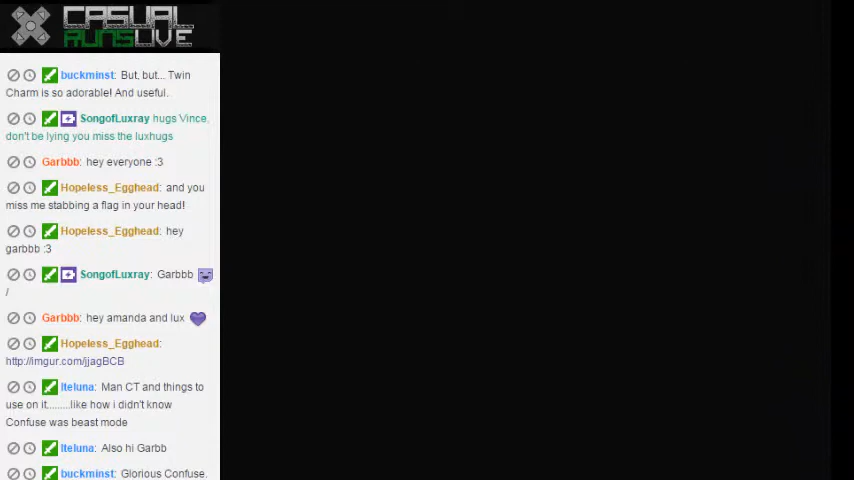 CASUAL
RUNSLIVE
buckminst: But, but... Twin
Charm is so adorable! And useful.
SongofLuxray hugs Vince,
don't be lying you miss the luxhugs
Garbbb: hey everyone :3
Hopeless_Egghead: and you
miss me stabbing a flag in your head!
Hopeless_Egghead: hey
garbbb :3
SongofLuxray: Garbbb
/
Garbbb: hey amanda and lux
Hopeless_Egghead:
http://imgur.com/jjagBCB
Iteluna: Man CT and things to
use on it.........like how i didn't know
Confuse was beast mode
Iteluna: Also hi Garbb
buckminst: Glorious Confuse.